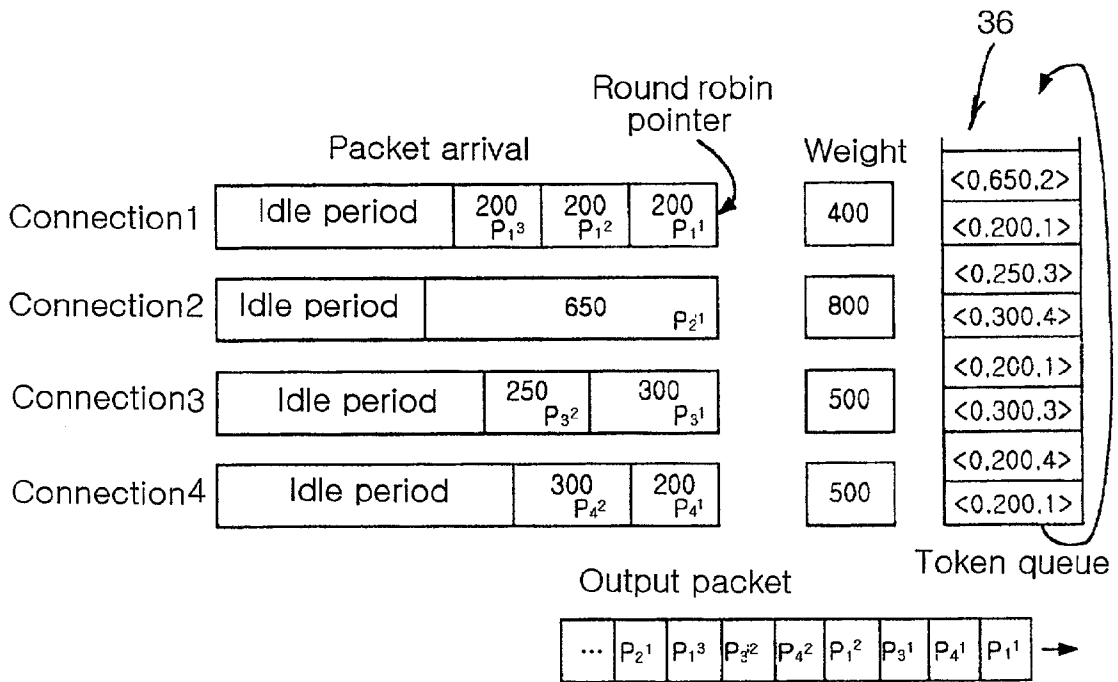 36
Round robin
pointer
Packet arrival
Weight
Connection1
Idle period
200
P₁³
200
P₁²
200
P₁¹
400
Connection2
Idle period
650
P₂¹
800
Connection3
Idle period
250
P₃²
300
P₃¹
500
Connection4
Idle period
300
P₄²
200
P₄¹
500
<0,650,2>
<0,200,1>
<0,250,3>
<0,300,4>
<0,200,1>
<0,300,3>
<0,200,4>
<0,200,1>
Token queue
Output packet
... P₂¹ P₁³ P₃² P₄² P₁² P₃¹ P₄¹ P₁¹